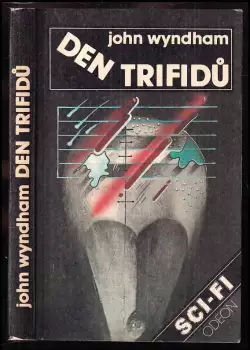 john wyndham DEN TRIFIDŮ
john wyndham
DEN TRIFIDŮ
SCI-FI
ODEON